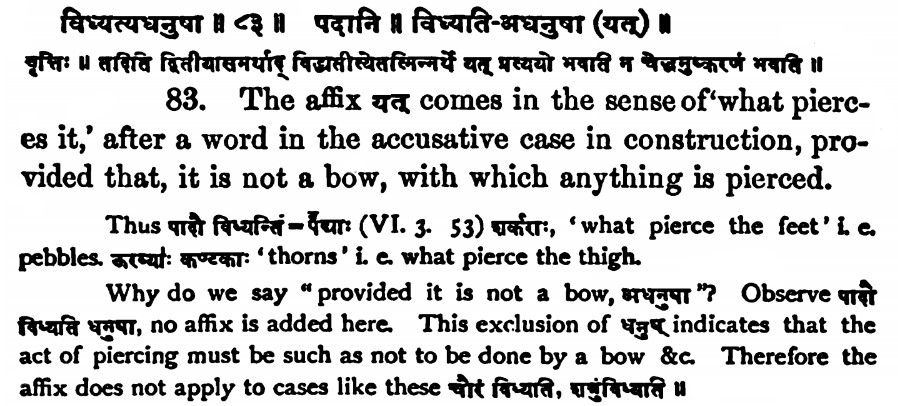 विध्यत्यधनुषा ॥ ८३ ॥ पदानि ॥ विध्यति-अधनुषा (यत्) ॥
वृत्तिः ॥ तदिति द्वितीयासमर्थाद् विद्धतीत्येतस्मिन्नर्थे यत् प्रत्ययो भवति न चेद्धनुष्करणं भवति ॥
83. The affix यत् comes in the sense of 'what pierc-
es it,' after a word in the accusative case in construction, pro-
vided that, it is not a bow, with which anything is pierced.
Thus पादौ विध्यन्ति = पद्याः (VI. 3. 53) शर्कराः, 'what pierce the feet' i. e.
pebbles. कण्टकाः 'thorns' i. e. what pierce the thigh.
Why do we say "provided it is not a bow, अधनुषा"? Observe पादौ
विध्यति धनुषा, no affix is added here. This exclusion of धनुष् indicates that the
act of piercing must be such as not to be done by a bow &c. Therefore the
affix does not apply to cases like these चौरं विध्यति, शत्रुंविध्यति ॥